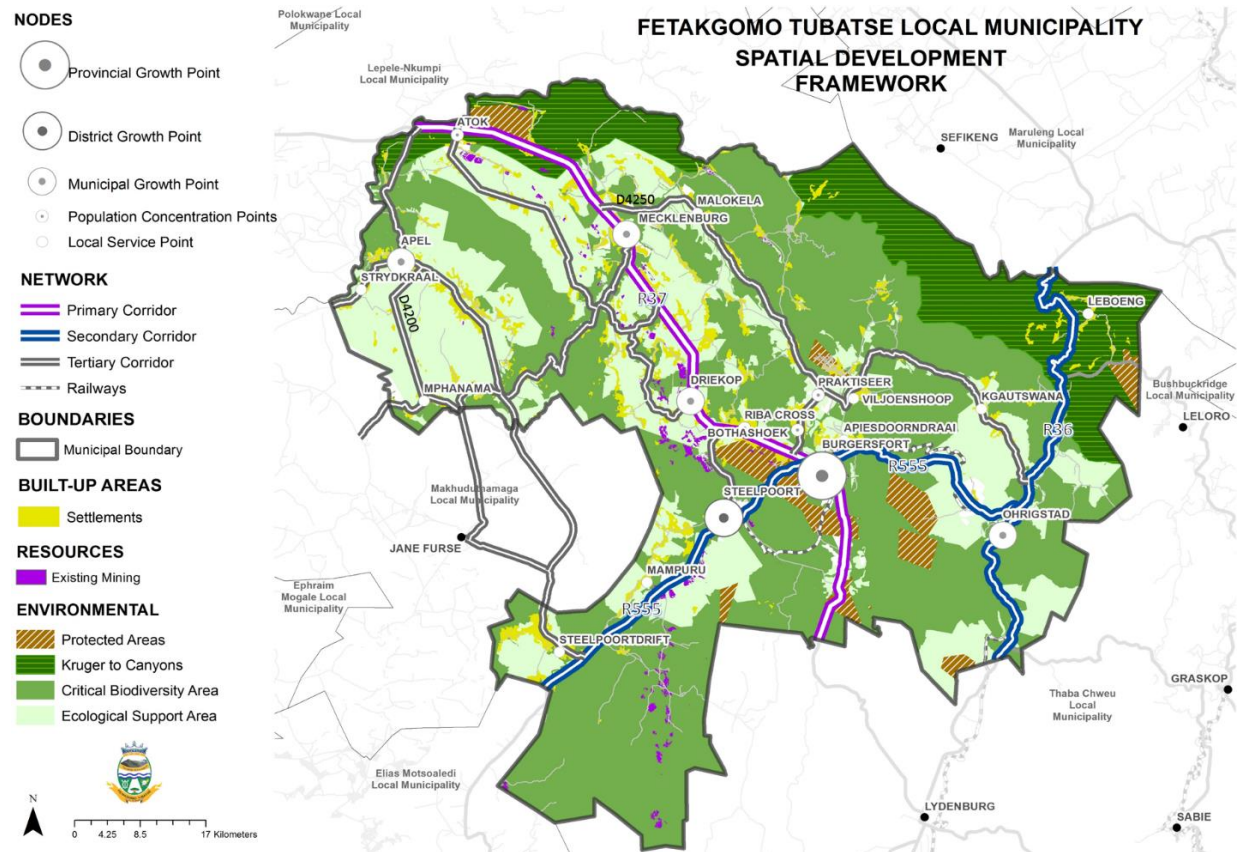 NODES
Provincial Growth Point
District Growth Point
Municipal Growth Point
Population Concentration Points
Local Service Point
NETWORK
Primary Corridor
Secondary Corridor
Tertiary Corridor
Railways
BOUNDARIES
Municipal Boundary
BUILT-UP AREAS
Settlements
RESOURCES
Existing Mining
ENVIRONMENTAL
Protected Areas
Kruger to Canyons
Critical Biodiversity Area
Ecological Support Area
N
0 4.25 8.5 17 Kilometers
FETAKGOMO TUBATSE LOCAL MUNICIPALITY
SPATIAL DEVELOPMENT
FRAMEWORK
Polokwane Local
Municipality
Lepele-Nkumpi
Local Municipality
ATOK
SEFIKENG
Maruleng Local
Municipality
D4250
MALOKELA
MECKLENBURG
APEL
STRYDKRAAL
D4200
R37
LEBOENG
DRIEKOP
PRAKTISEER
VILJOENSHOOP
KGAUTSWANA
Bushbuckridge
Local Municipality
LELORO
MPHANAMA
RIBA CROSS
BOTHASHOEK
APIESDOORNDRAAI
BURGERSFORT
R36
R555
Makhuduthamaga
Local Municipality
STEELPOORT
OHRIGSTAD
JANE FURSE
MAMPURU
R555
Ephraim
Mogale Local
Municipality
STEELPOORTDRIFT
GRASKOP
Thaba Chweu
Local
Municipality
Elias Motsoaledi
Local Municipality
LYDENBURG
SABIE